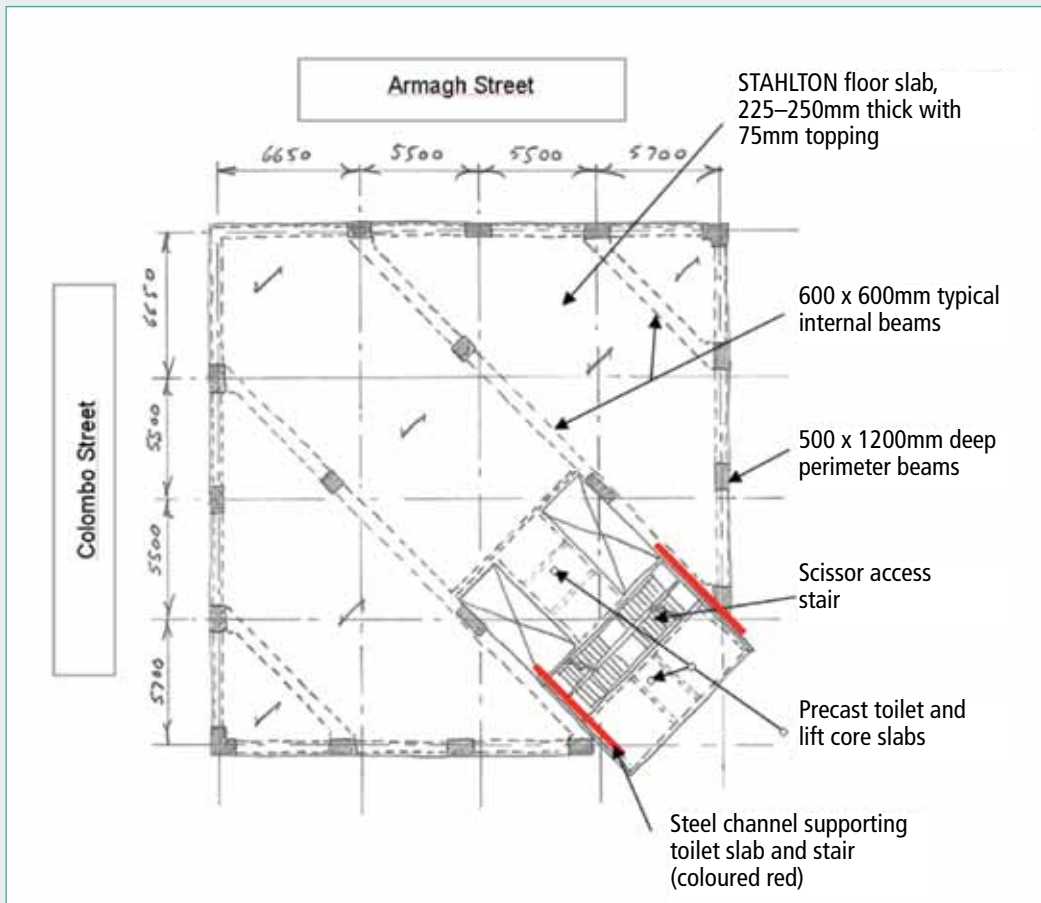 Armagh Street
STAHLTON floor slab,
225–250mm thick with
75mm topping
6650
5500
5500
5700
600 x 600mm typical
internal beams
6650
5500
5500
5700
Colombo Street
500 x 1200mm deep
perimeter beams
Scissor access
stair
Precast toilet and
lift core slabs
Steel channel supporting
toilet slab and stair
(coloured red)